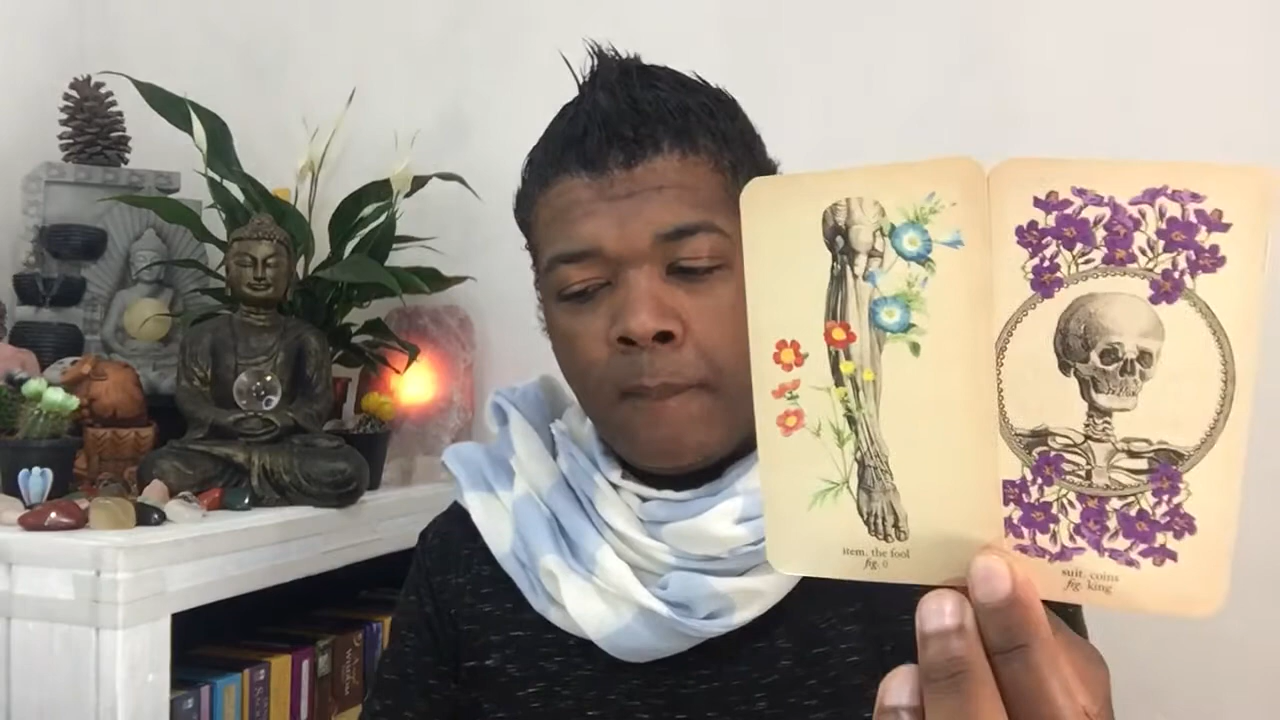 item. the fool
fig. 0
suit. coins
fig. king